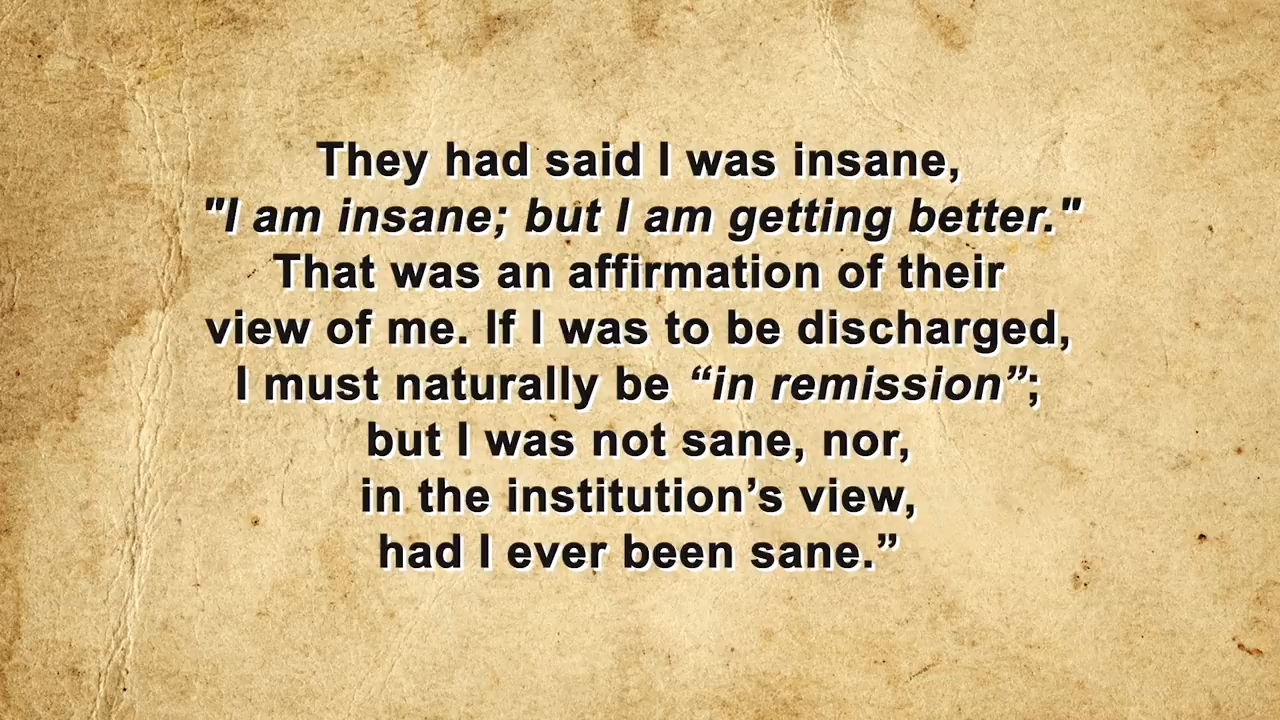 They had said I was insane,
"I am insane; but I am getting better."
That was an affirmation of their
view of me. If I was to be discharged,
I must naturally be “in remission”;
but I was not sane, nor,
in the institution’s view,
had I ever been sane.”